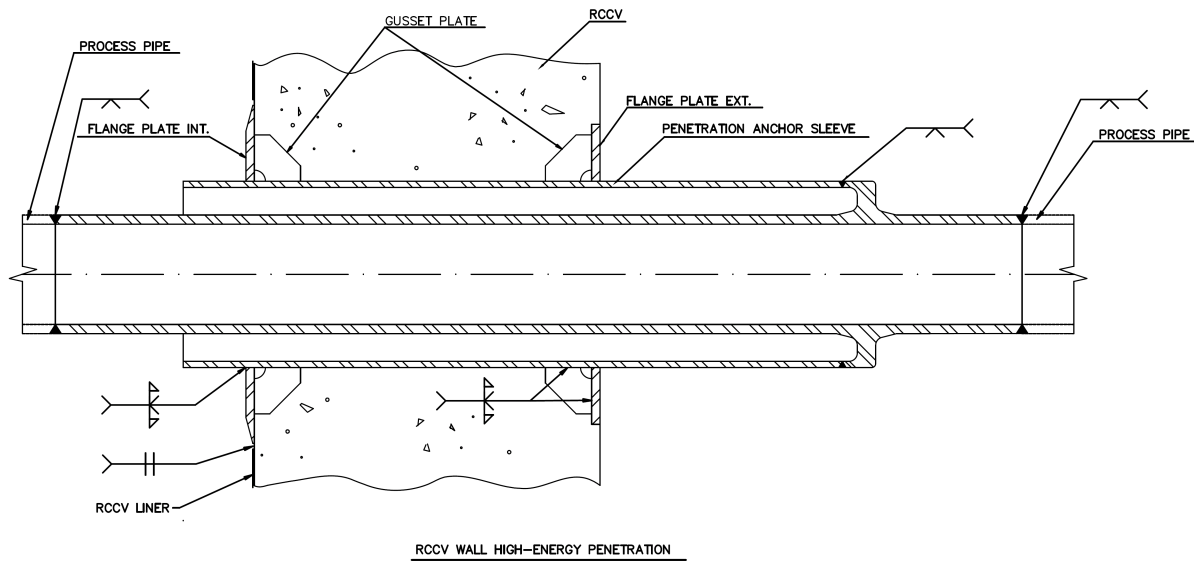 RCCV
GUSSET PLATE
PROCESS PIPE
FLANGE PLATE EXT.
FLANGE PLATE INT.
PENETRATION ANCHOR SLEEVE
PROCESS PIPE
RCCV LINER
RCCV WALL HIGH-ENERGY PENETRATION